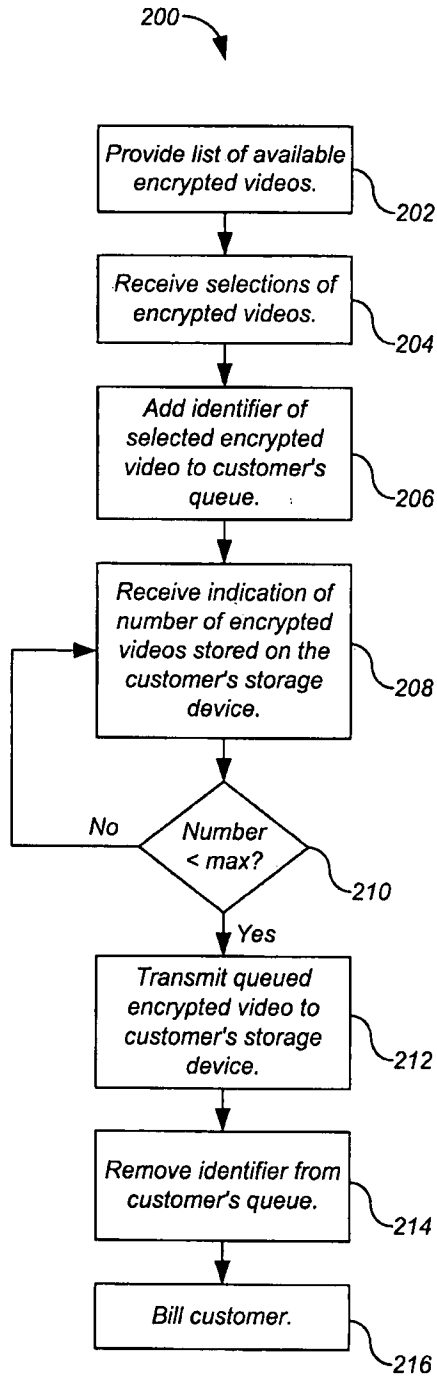 200
Provide list of available
encrypted videos.
202
Receive selections of
encrypted videos.
204
Add identifier of
selected encrypted
video to customer's
queue.
206
Receive indication of
number of encrypted
videos stored on the
customer's storage
device.
208
No
Number
< max?
210
Yes
Transmit queued
encrypted video to
customer's storage
device.
212
Remove identifier from
customer's queue.
214
Bill customer.
216